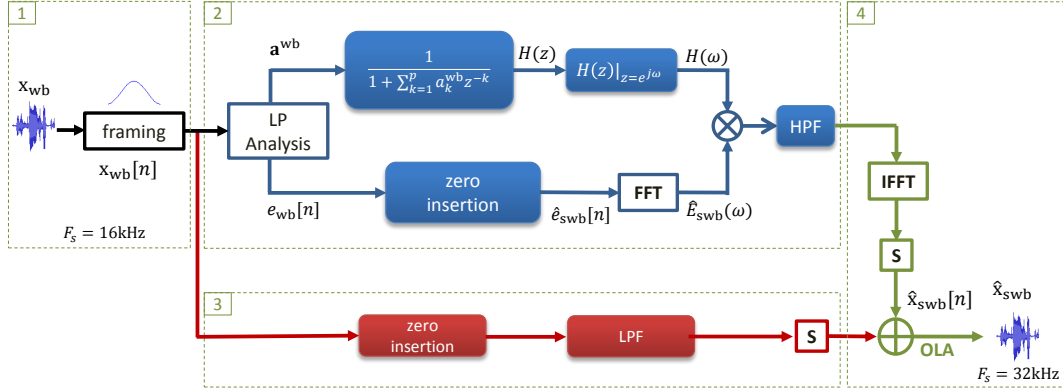 1
x_wb
framing
x_wb[n]
F_s = 16kHz
2
a^wb
1
1 + ∑_{k=1}^{p} a_k^wb z^{-k}
H(z)
H(z)|_{z=e^{jω}}
H(ω)
LP
Analysis
HPF
e_wb[n]
zero
insertion
ê_swb[n]
FFT
Ê_swb(ω)
3
zero
insertion
LPF
S
4
IFFT
S
x̂_swb[n]
x̂_swb
OLA
F_s = 32kHz